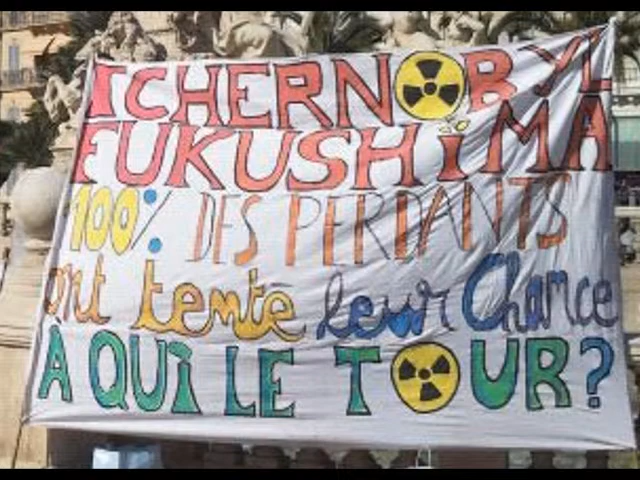 TCHERNOBYL
FUKUSHiMA
100% DES PERDANTS
ont tenté leur Chance
À QUI LE TOUR?